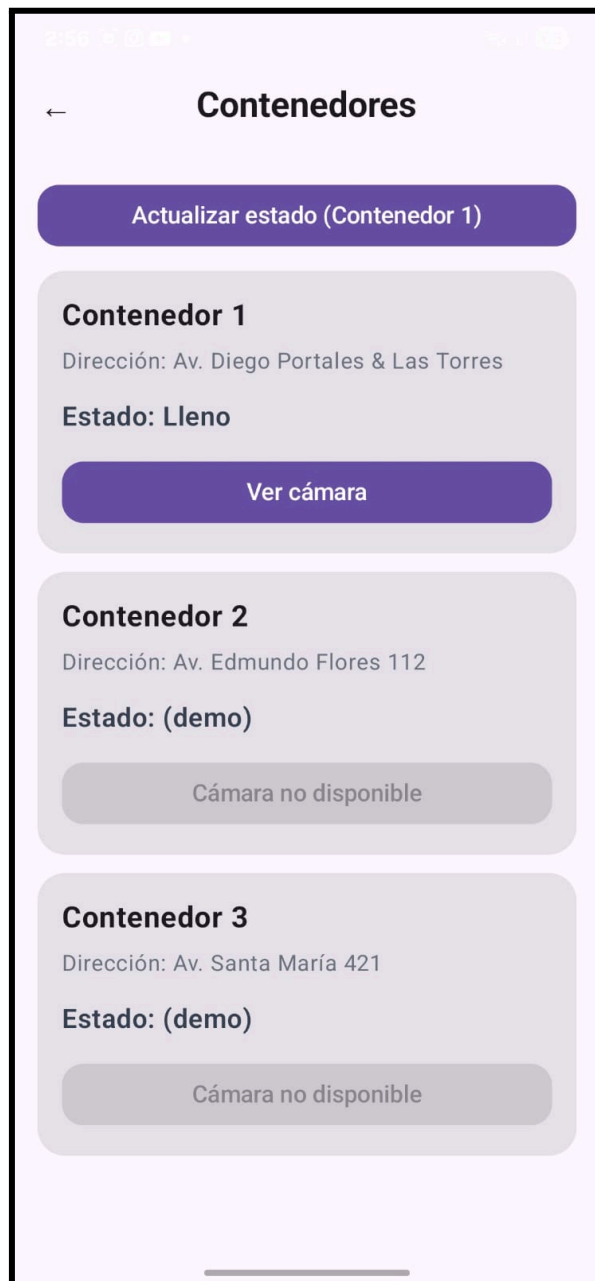 2:56
← Contenedores
Actualizar estado (Contenedor 1)
Contenedor 1
Dirección: Av. Diego Portales & Las Torres
Estado: Lleno
Ver cámara
Contenedor 2
Dirección: Av. Edmundo Flores 112
Estado: (demo)
Cámara no disponible
Contenedor 3
Dirección: Av. Santa María 421
Estado: (demo)
Cámara no disponible